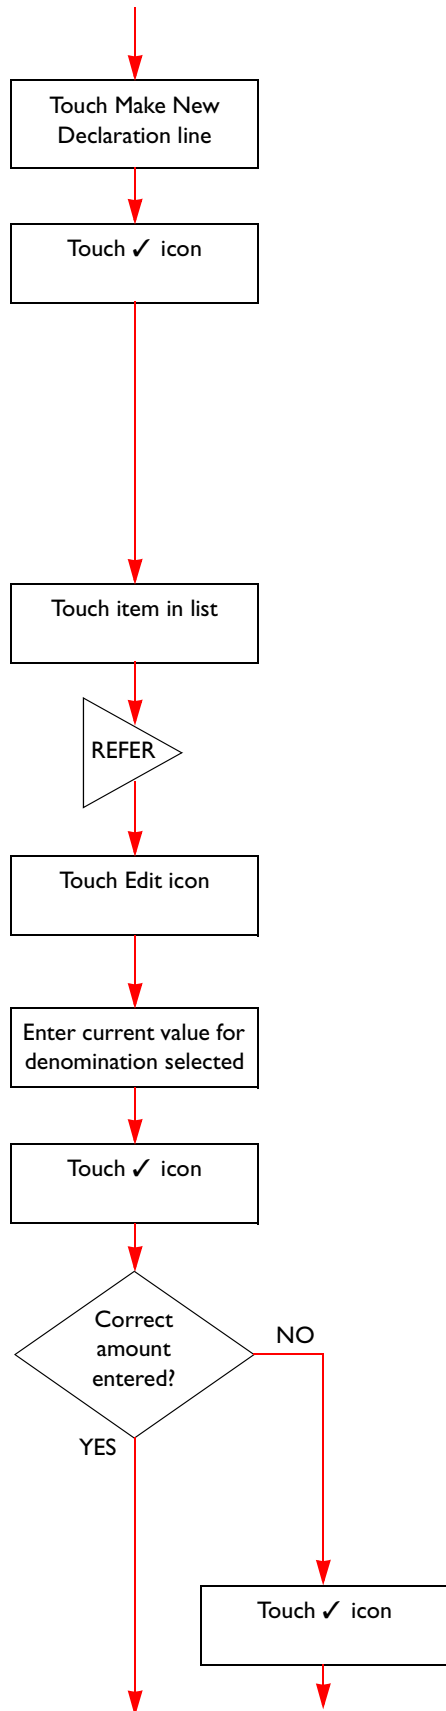 Touch Make New
Declaration line
Touch ✓ icon
Touch item in list
REFER
Touch Edit icon
Enter current value for
denomination selected
Touch ✓ icon
Correct
amount
entered?
NO
YES
Touch ✓ icon